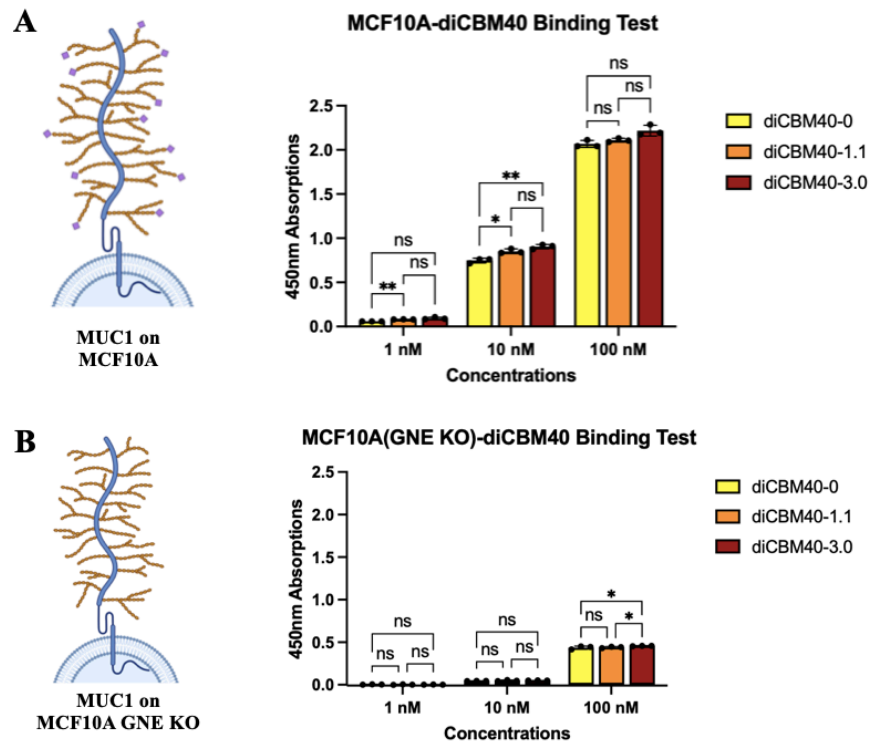 A
MCF10A-diCBM40 Binding Test
450nm Absorptions
2.5
2.0
1.5
1.0
0.5
0.0
ns
ns
**
ns
**
ns
*
ns
ns
ns
1 nM
10 nM
100 nM
Concentrations
diCBM40-0
diCBM40-1.1
diCBM40-3.0
MUC1 on
MCF10A
B
MCF10A(GNE KO)-diCBM40 Binding Test
450nm Absorptions
2.5
2.0
1.5
1.0
0.5
0.0
ns
ns
ns
ns
ns
ns
*
ns
*
1 nM
10 nM
100 nM
Concentrations
diCBM40-0
diCBM40-1.1
diCBM40-3.0
MUC1 on
MCF10A GNE KO